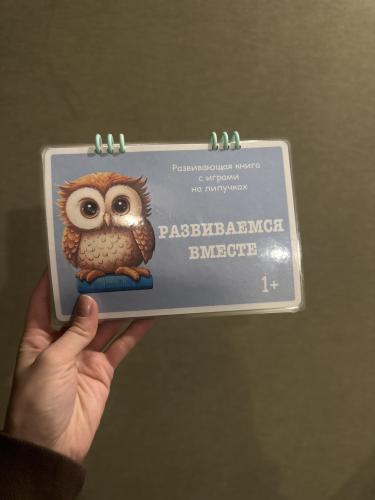 Развивающая книга
с играми
на липучках
РАЗВИВАЕМСЯ
ВМЕСТЕ
1+